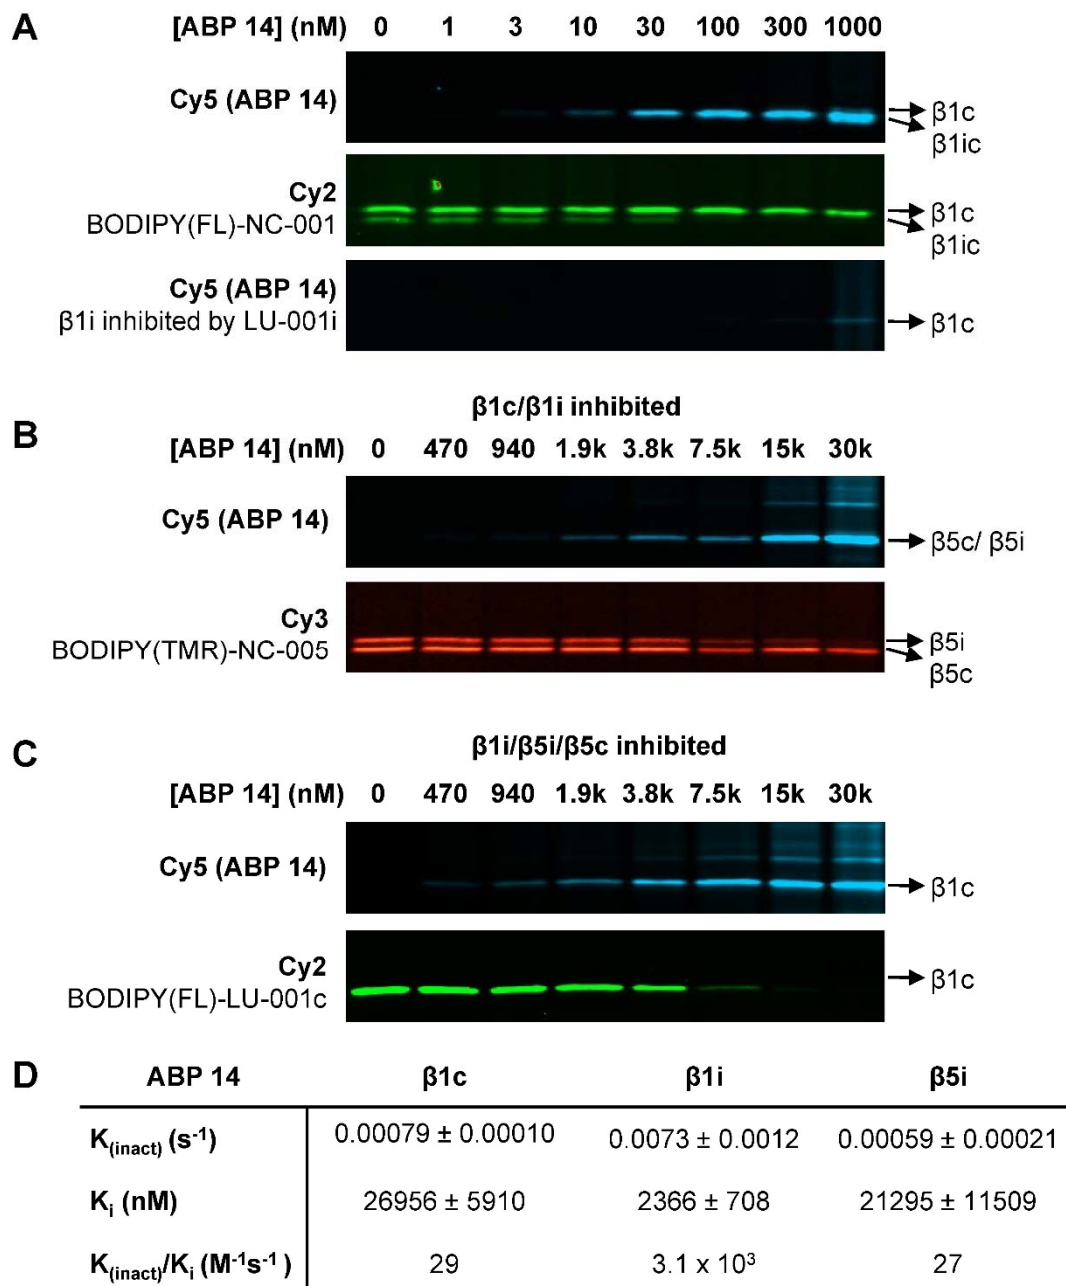 A
[ABP 14] (nM) 0 1 3 10 30 100 300 1000
Cy5 (ABP 14)
β1c
β1ic
Cy2
BODIPY(FL)-NC-001
β1c
β1ic
Cy5 (ABP 14)
β1i inhibited by LU-001i
β1c
B
β1c/β1i inhibited
[ABP 14] (nM) 0 470 940 1.9k 3.8k 7.5k 15k 30k
Cy5 (ABP 14)
β5c/ β5i
Cy3
BODIPY(TMR)-NC-005
β5i
β5c
C
β1i/β5i/β5c inhibited
[ABP 14] (nM) 0 470 940 1.9k 3.8k 7.5k 15k 30k
Cy5 (ABP 14)
β1c
Cy2
BODIPY(FL)-LU-001c
β1c
D
ABP 14 β1c β1i β5i
K(inact) (s⁻¹) 0.00079 ± 0.00010 0.0073 ± 0.0012 0.00059 ± 0.00021
Ki (nM) 26956 ± 5910 2366 ± 708 21295 ± 11509
K(inact)/Ki (M⁻¹s⁻¹ ) 29 3.1 x 10³ 27